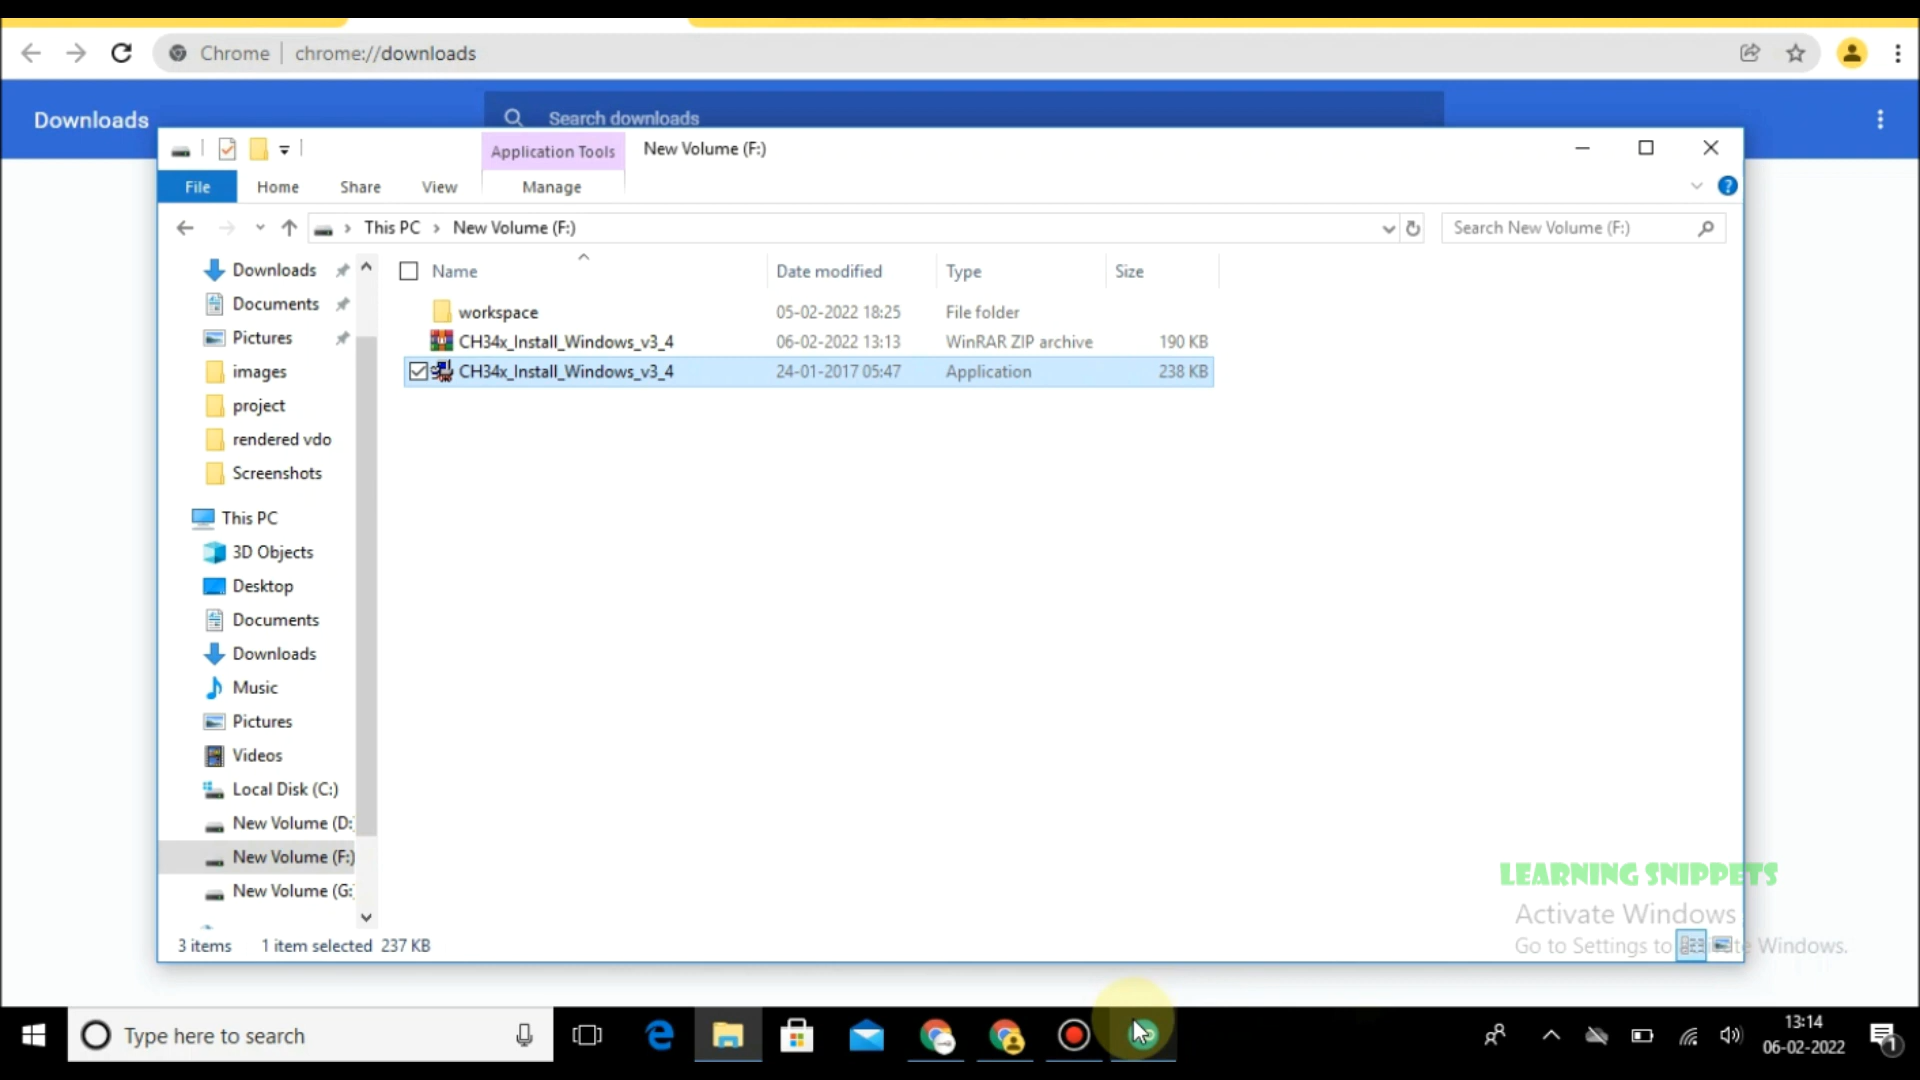 Chrome | chrome://downloads
Downloads
Search downloads
Application Tools
New Volume (F:)
File
Home
Share
View
Manage
This PC
New Volume (F:)
Search New Volume (F:)
Name
Date modified
Type
Size
workspace 05-02-2022 18:25 File folder
CH34x_Install_Windows_v3_4 06-02-2022 13:13 WinRAR ZIP archive 190 KB
CH34x_Install_Windows_v3_4 24-01-2017 05:47 Application 238 KB
Downloads
Documents
Pictures
images
project
rendered vdo
Screenshots
This PC
3D Objects
Desktop
Documents
Downloads
Music
Pictures
Videos
Local Disk (C:)
New Volume (D:
New Volume (F:)
New Volume (G:
3 items 1 item selected 237 KB
LEARNING SNIPPETS
Activate Windows
Go to Settings to te Windows.
Type here to search
13:14
06-02-2022
1